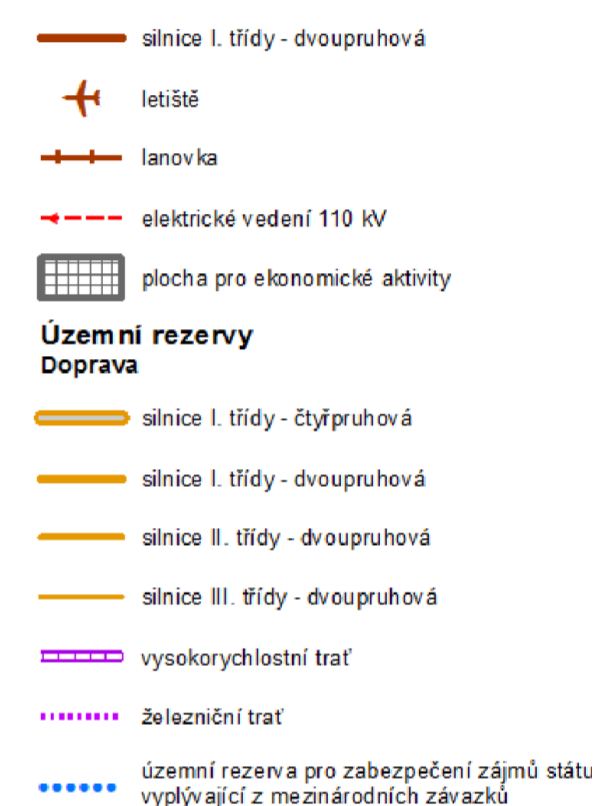 silnice I. třídy - dvoupruhová
letiště
lanovka
elektrické vedení 110 kV
plocha pro ekonomické aktivity
Územní rezervy
Doprava
silnice I. třídy - čtyřpruhová
silnice I. třídy - dvoupruhová
silnice II. třídy - dvoupruhová
silnice III. třídy - dvoupruhová
vysokorychlostní trať
železniční trať
územní rezerva pro zabezpečení zájmů státu
vyplývající z mezinárodních závazků